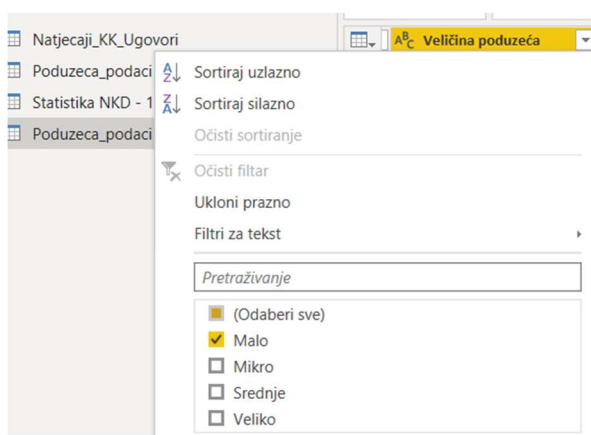 Natjecaji_KK_Ugovori
Poduzeca_podaci
Statistika NKD - 1
Poduzeca_podaci
ABC Veličina poduzeća
Sortiraj uzlazno
Sortiraj silazno
Očisti sortiranje
Očisti filtar
Ukloni prazno
Filtri za tekst
Pretraživanje
(Odaberi sve)
Malo
Mikro
Srednje
Veliko